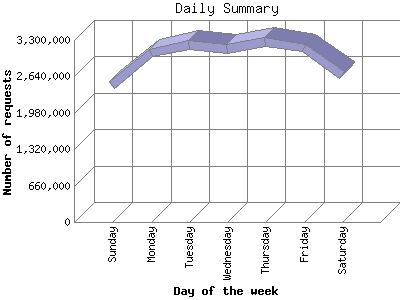 Daily Summary
Number of requests
3,300,000
2,640,000
1,980,000
1,320,000
660,000
0
Sunday
Monday
Tuesday
Wednesday
Thursday
Friday
Saturday
Day of the week